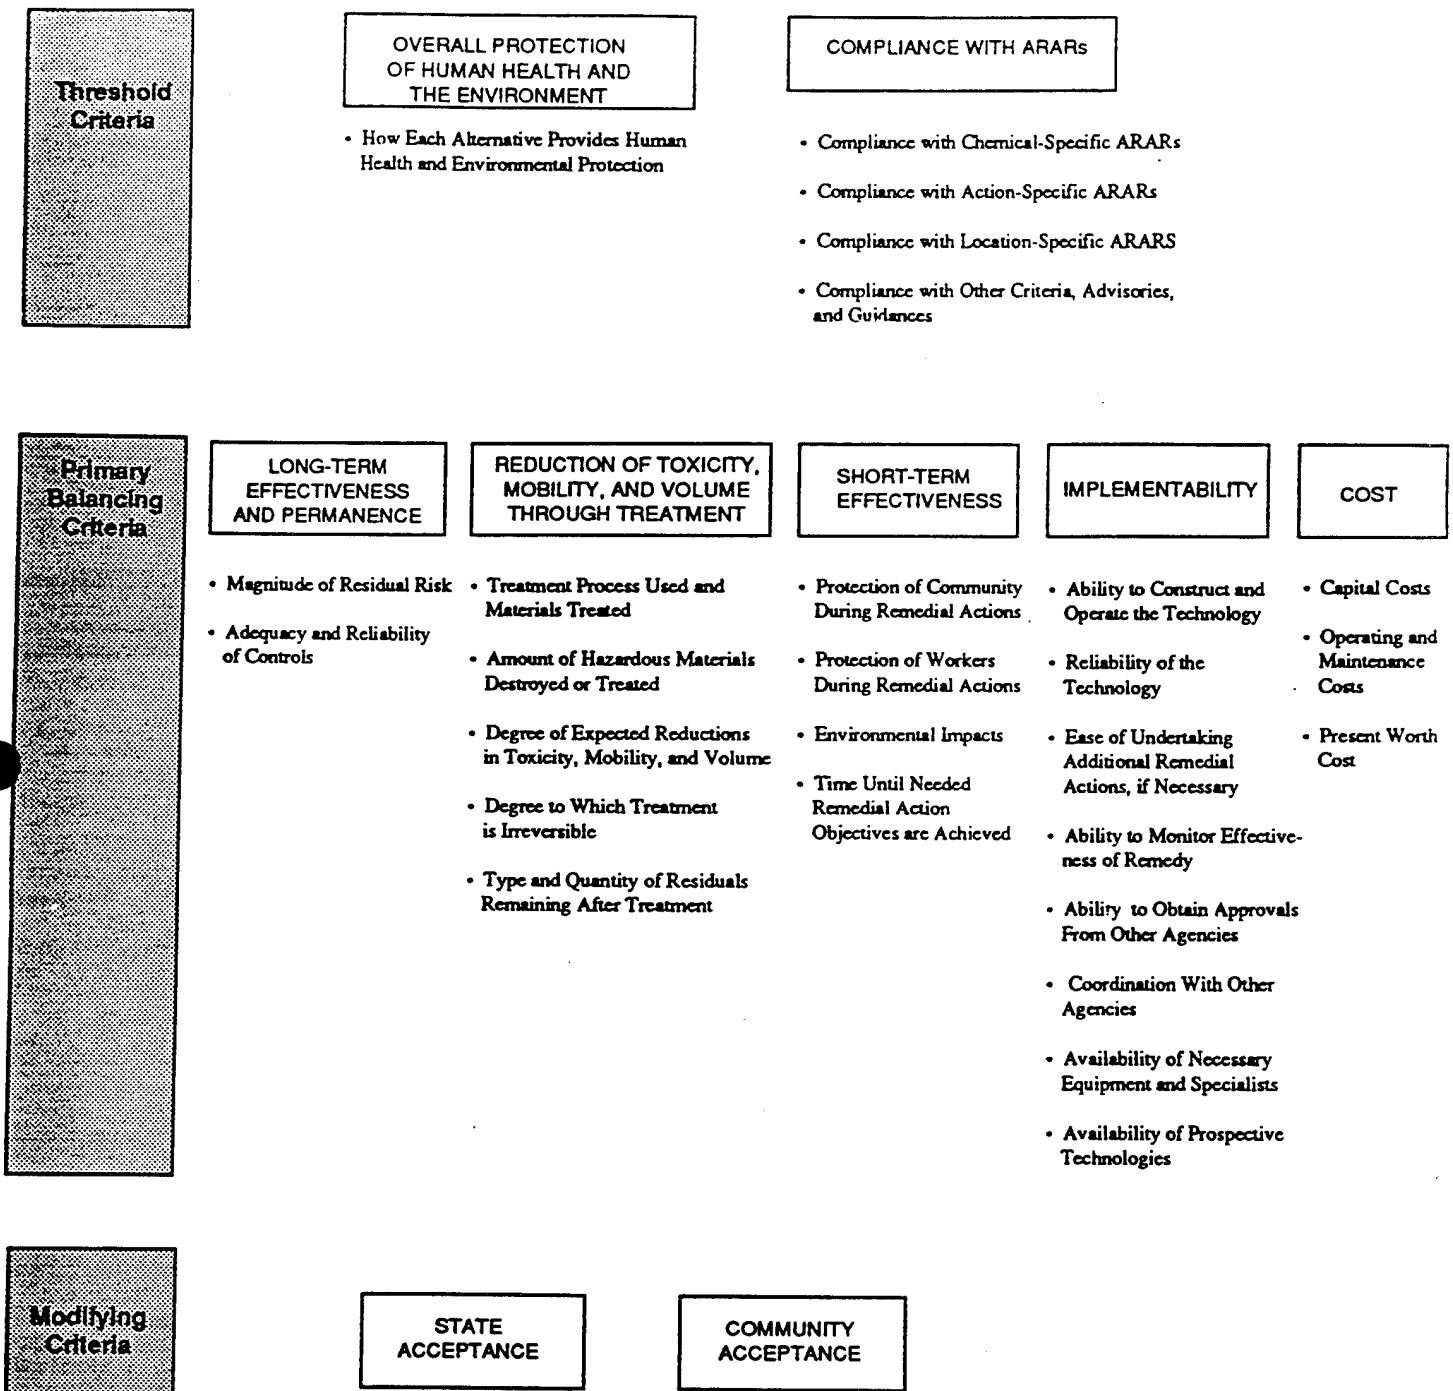 Threshold
Criteria
OVERALL PROTECTION
OF HUMAN HEALTH AND
THE ENVIRONMENT
• How Each Alternative Provides Human
Health and Environmental Protection
COMPLIANCE WITH ARARs
• Compliance with Chemical-Specific ARARs
• Compliance with Action-Specific ARARs
• Compliance with Location-Specific ARARS
• Compliance with Other Criteria, Advisories,
and Guidances
Primary
Balancing
Criteria
LONG-TERM
EFFECTIVENESS
AND PERMANENCE
• Magnitude of Residual Risk
• Adequacy and Reliability
of Controls
REDUCTION OF TOXICITY,
MOBILITY, AND VOLUME
THROUGH TREATMENT
• Treatment Process Used and
Materials Treated
• Amount of Hazardous Materials
Destroyed or Treated
• Degree of Expected Reductions
in Toxicity, Mobility, and Volume
• Degree to Which Treatment
is Irreversible
• Type and Quantity of Residuals
Remaining After Treatment
SHORT-TERM
EFFECTIVENESS
• Protection of Community
During Remedial Actions
• Protection of Workers
During Remedial Actions
• Environmental Impacts
• Time Until Needed
Remedial Action
Objectives are Achieved
IMPLEMENTABILITY
• Ability to Construct and
Operate the Technology
• Reliability of the
Technology
• Ease of Undertaking
Additional Remedial
Actions, if Necessary
• Ability to Monitor Effective-
ness of Remedy
• Ability to Obtain Approvals
From Other Agencies
• Coordination With Other
Agencies
• Availability of Necessary
Equipment and Specialists
• Availability of Prospective
Technologies
COST
• Capital Costs
• Operating and
Maintenance
Costs
• Present Worth
Cost
Modifying
Criteria
STATE
ACCEPTANCE
COMMUNITY
ACCEPTANCE